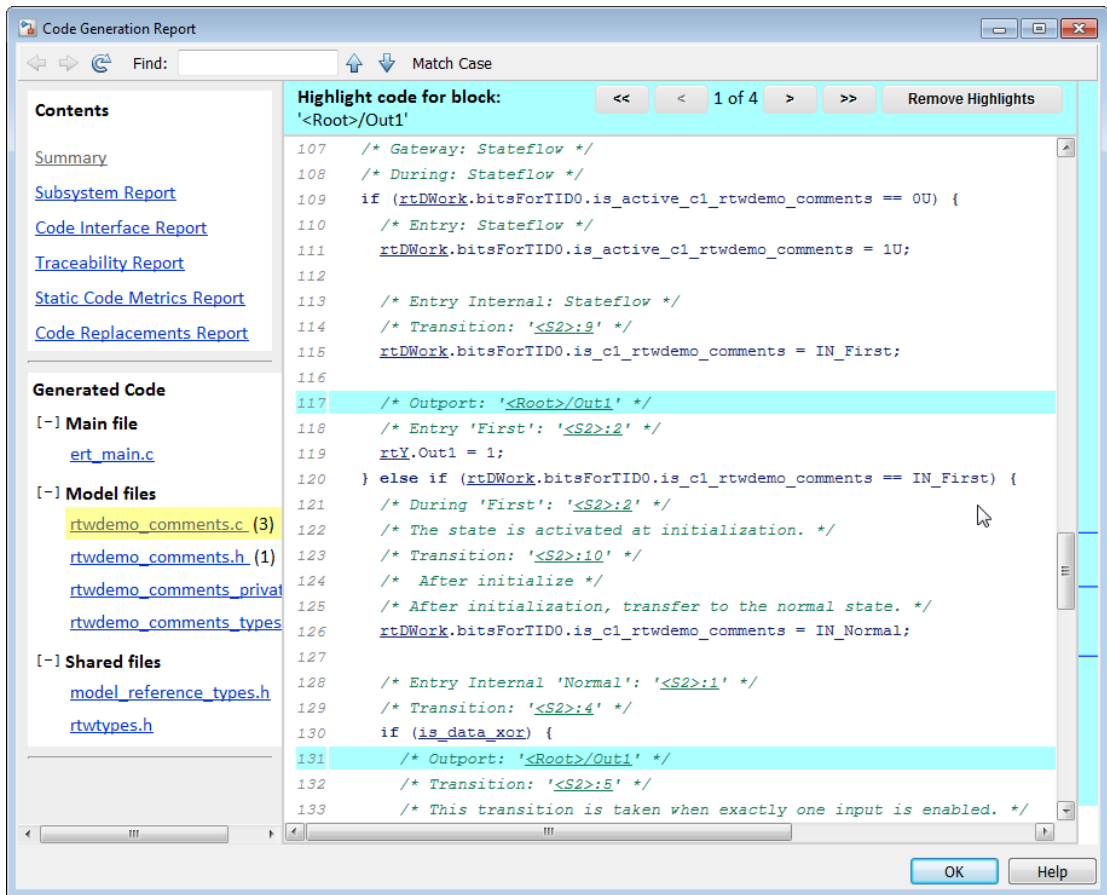 Code Generation Report
Find:
Match Case
Contents
Summary
Subsystem Report
Code Interface Report
Traceability Report
Static Code Metrics Report
Code Replacements Report
Generated Code
[-] Main file
ert_main.c
[-] Model files
rtwdemo_comments.c (3)
rtwdemo_comments.h (1)
rtwdemo_comments_privat
rtwdemo_comments_types
[-] Shared files
model_reference_types.h
rtwtypes.h
Highlight code for block:
'<Root>/Out1'
<< < 1 of 4 > >> Remove Highlights
107 /* Gateway: Stateflow */
108 /* During: Stateflow */
109 if (rtDWork.bitsForTID0.is_active_c1_rtwdemo_comments == 0U) {
110 /* Entry: Stateflow */
111 rtDWork.bitsForTID0.is_active_c1_rtwdemo_comments = 1U;
112
113 /* Entry Internal: Stateflow */
114 /* Transition: '<S2>:9' */
115 rtDWork.bitsForTID0.is_c1_rtwdemo_comments = IN_First;
116
117 /* Outport: '<Root>/Out1' */
118 /* Entry 'First': '<S2>:2' */
119 rtY.Out1 = 1;
120 } else if (rtDWork.bitsForTID0.is_c1_rtwdemo_comments == IN_First) {
121 /* During 'First': '<S2>:2' */
122 /* The state is activated at initialization. */
123 /* Transition: '<S2>:10' */
124 /*  After initialize */
125 /* After initialization, transfer to the normal state. */
126 rtDWork.bitsForTID0.is_c1_rtwdemo_comments = IN_Normal;
127
128 /* Entry Internal 'Normal': '<S2>:1' */
129 /* Transition: '<S2>:4' */
130 if (is_data_xor) {
131 /* Outport: '<Root>/Out1' */
132 /* Transition: '<S2>:5' */
133 /* This transition is taken when exactly one input is enabled. */
OK
Help